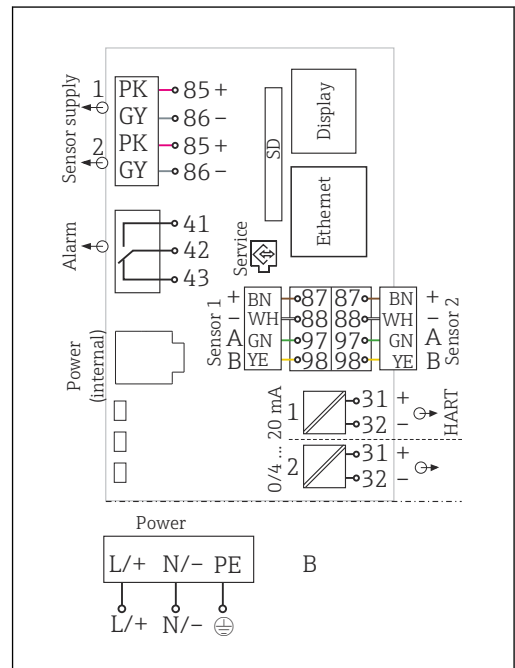 Sensor supply
1 PK 85 +
GY 86 -
2 PK 85 +
GY 86 -
Display
SD
Ethernet
Alarm
41
42
43
Service
Power
(internal)
Sensor 1
+ BN 87 87 BN +
- WH 88 88 WH -
A GN 97 97 GN A
B YE 98 98 YE B
Sensor 2
0/4 ... 20 mA
1 31 +
32 -
HART
2 31 +
32 -
Power
L/+ N/- PE
B
L/+ N/-